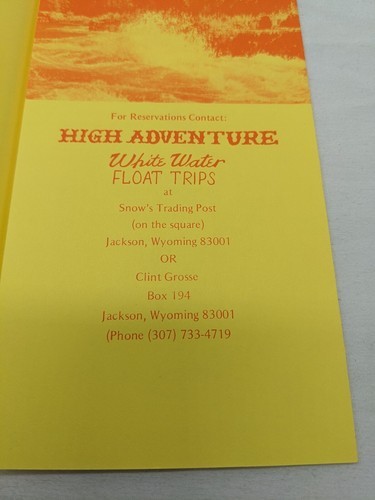 For Reservations Contact:
HIGH ADVENTURE
White Water
FLOAT TRIPS
at
Snow's Trading Post
(on the square)
Jackson, Wyoming 83001
OR
Clint Grosse
Box 194
Jackson, Wyoming 83001
(Phone (307) 733-4719